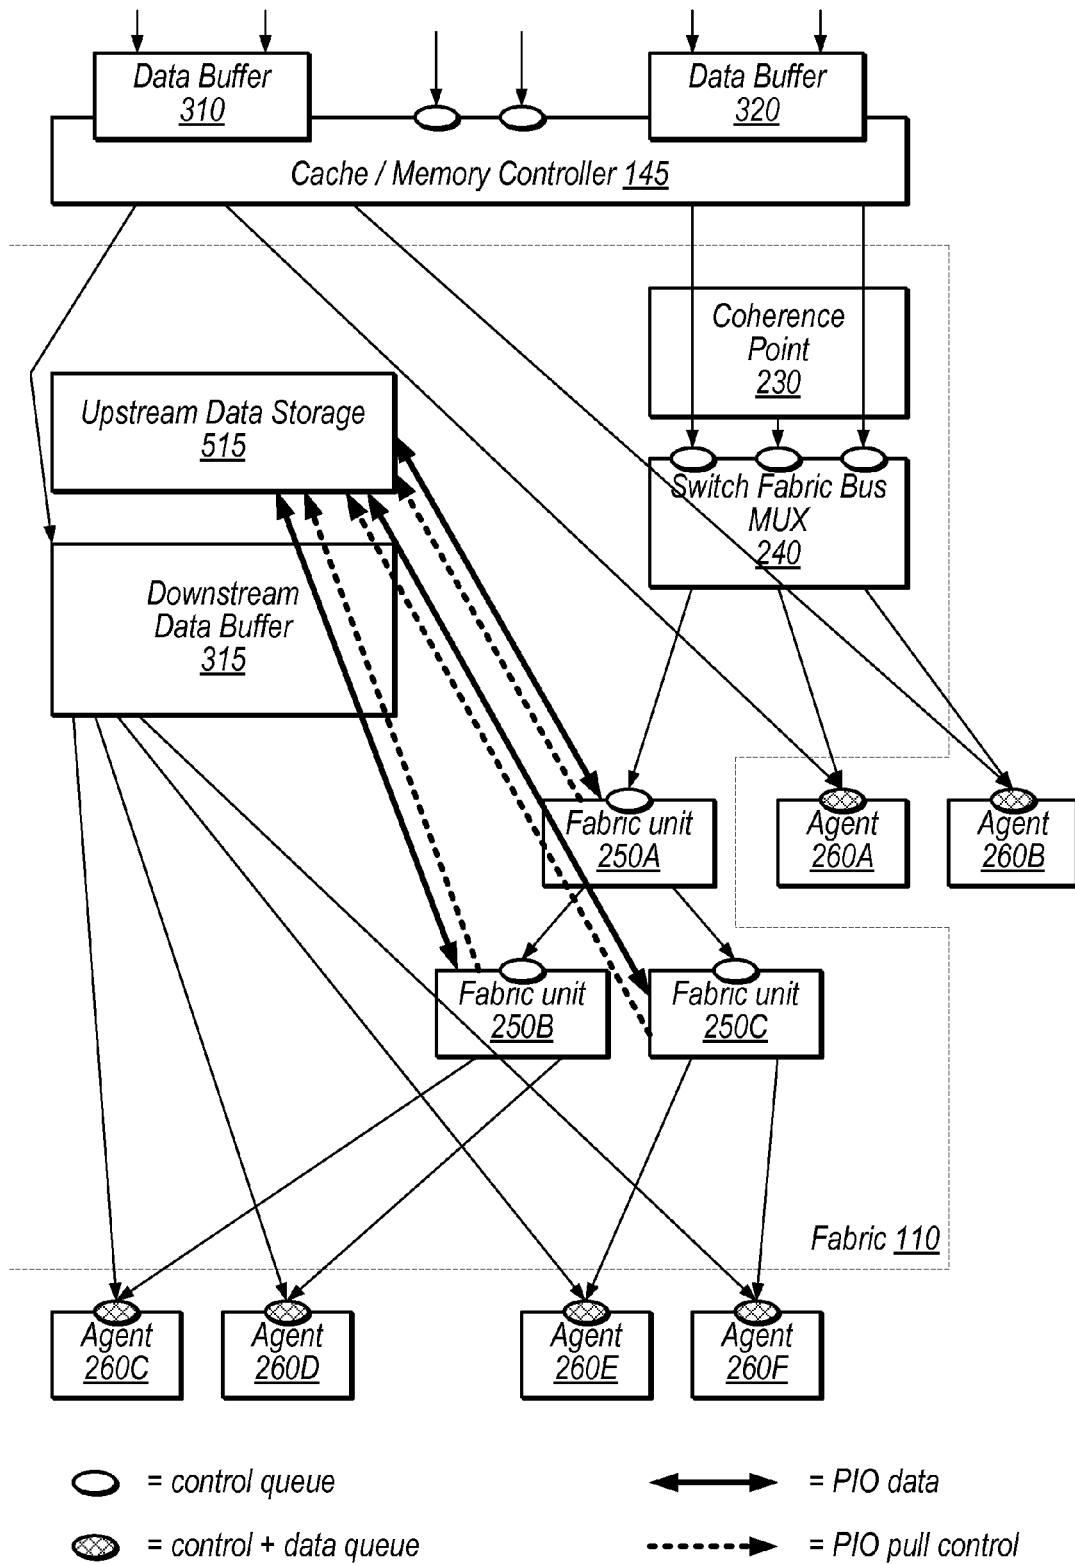 Data Buffer
310
Data Buffer
320
Cache / Memory Controller 145
Coherence
Point
230
Upstream Data Storage
515
Switch Fabric Bus
MUX
240
Downstream
Data Buffer
315
Fabric unit
250A
Agent
260A
Agent
260B
Fabric unit
250B
Fabric unit
250C
Fabric 110
Agent
260C
Agent
260D
Agent
260E
Agent
260F
= control queue
= PIO data
= control + data queue
= PIO pull control